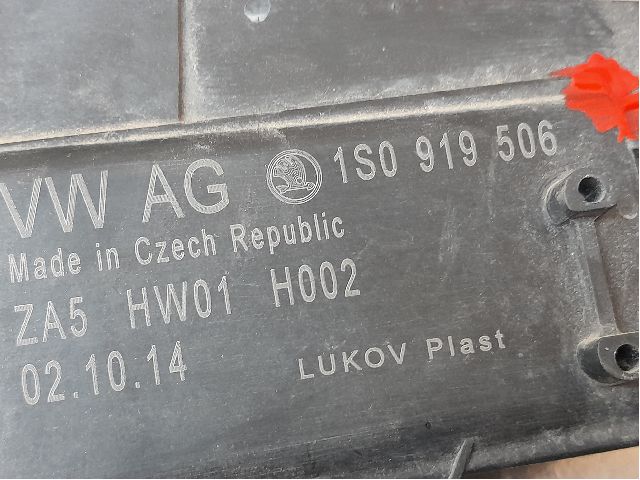 VW AG 1S0 919 506
Made in Czech Republic
ZA5 HW01 H002
02.10.14 LUKOV Plast